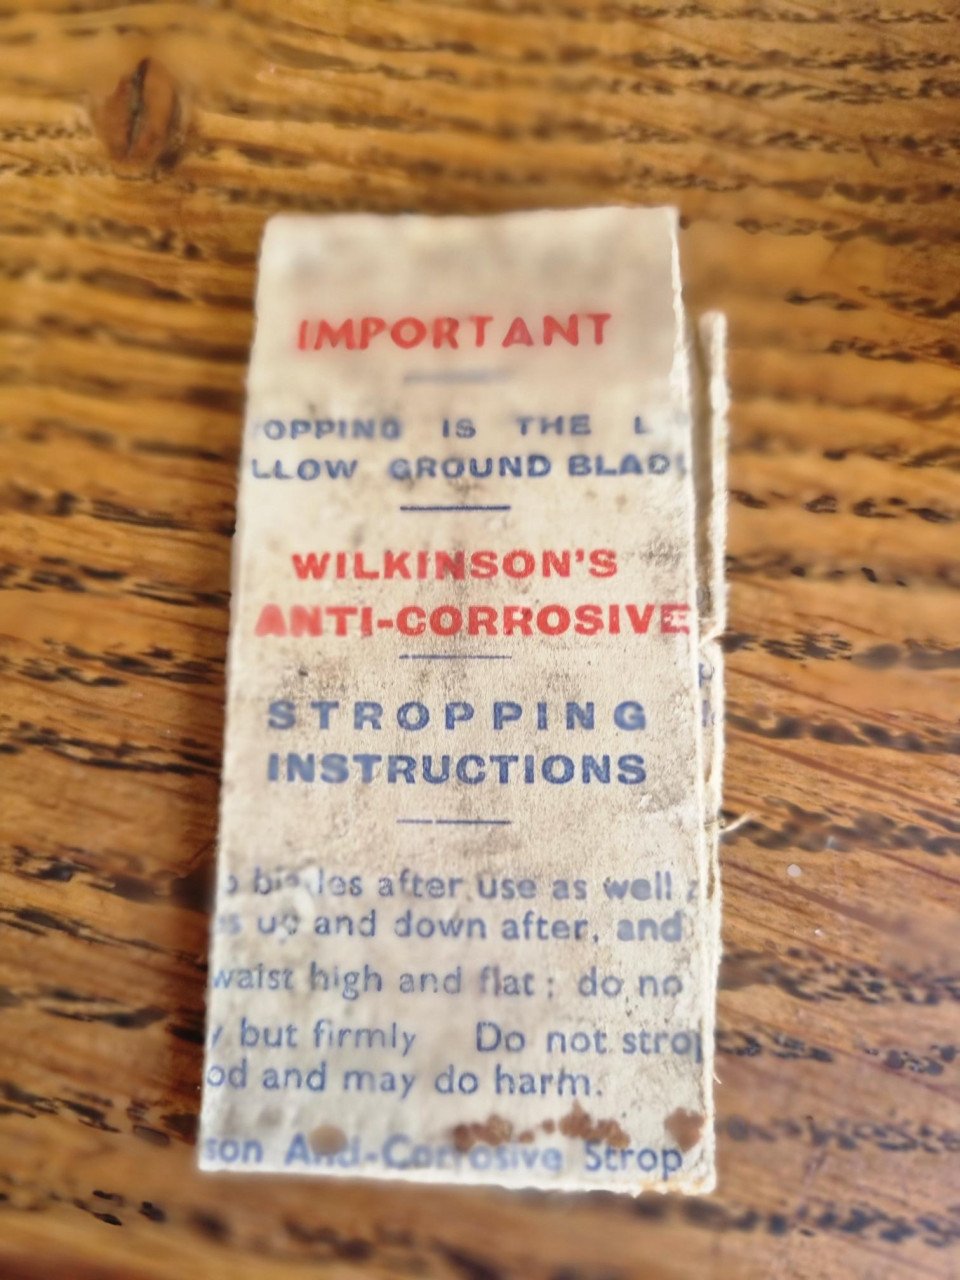 IMPORTANT
OPPING IS THE L
LLOW GROUND BLAD
WILKINSON'S
ANTI-CORROSIVE
STROPPING
INSTRUCTIONS
blades after use as well
s up and down after, and
waist high and flat; do no
y but firmly Do not strop
od and may do harm.
son Anti-Corrosive Strop